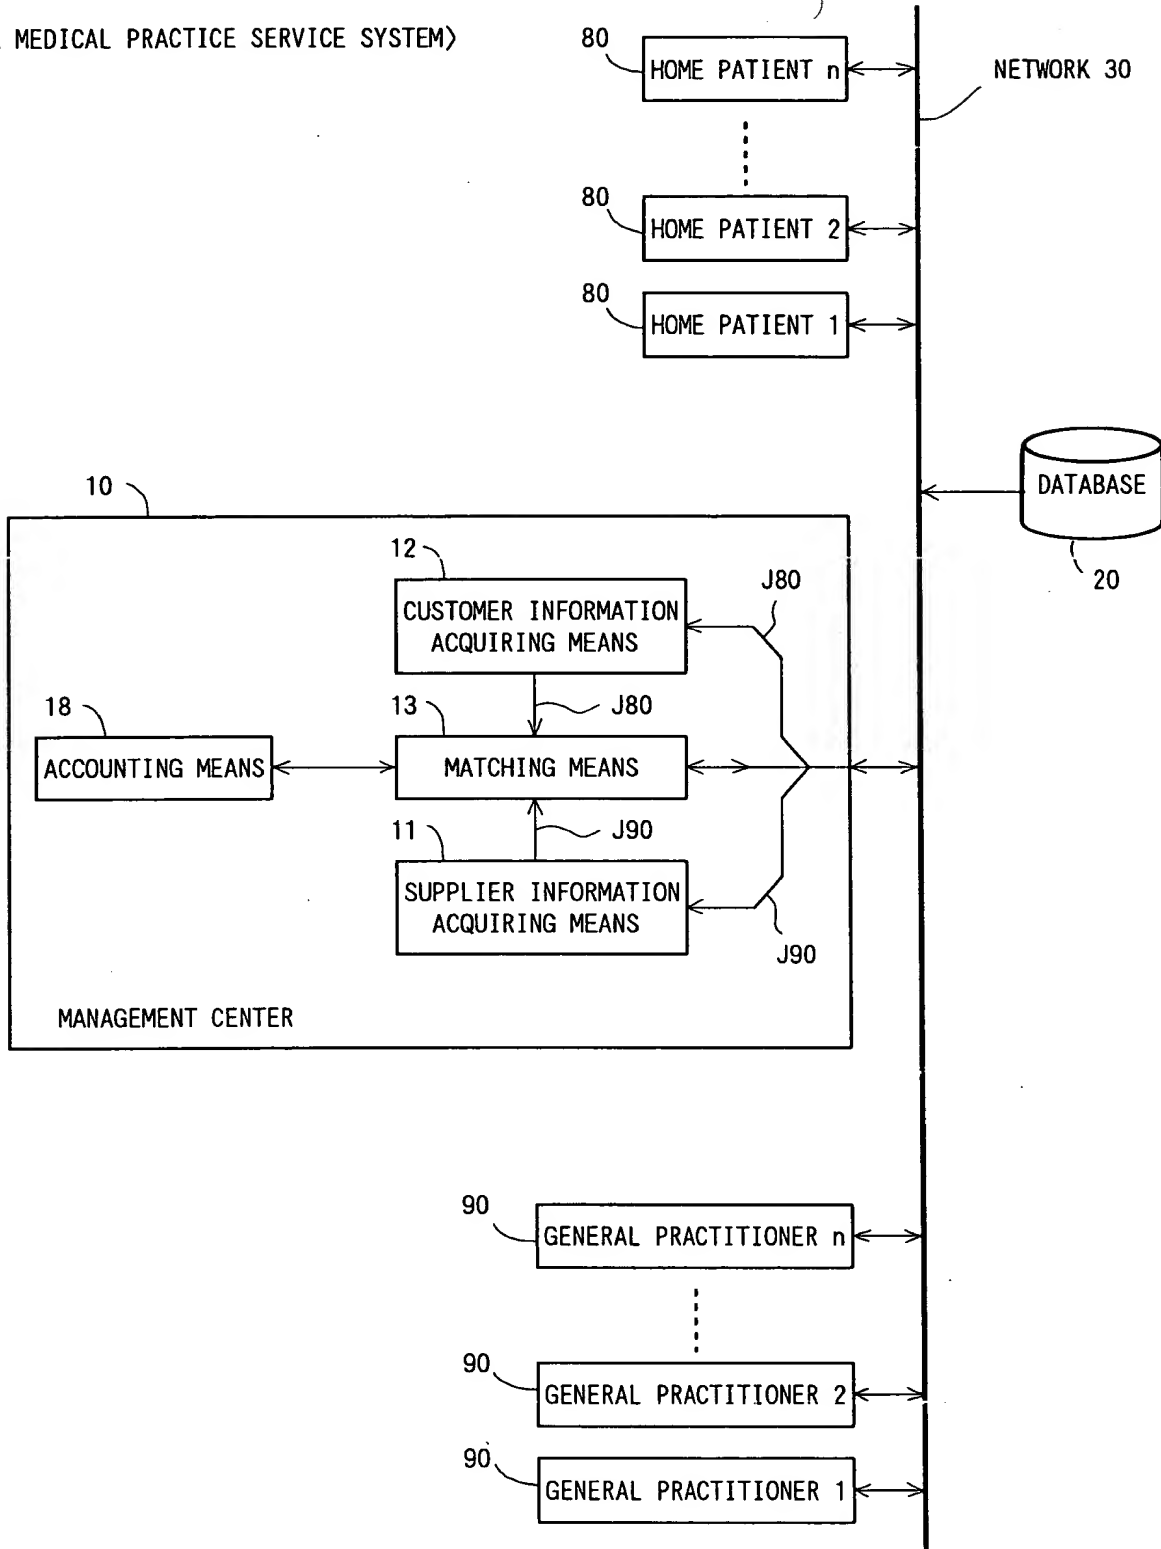 MEDICAL PRACTICE SERVICE SYSTEM〉
80
HOME PATIENT n
NETWORK 30
80
HOME PATIENT 2
80
HOME PATIENT 1
DATABASE
20
10
12
CUSTOMER INFORMATION
ACQUIRING MEANS
J80
J80
18
ACCOUNTING MEANS
13
MATCHING MEANS
J90
11
SUPPLIER INFORMATION
ACQUIRING MEANS
J90
MANAGEMENT CENTER
90
GENERAL PRACTITIONER n
90
GENERAL PRACTITIONER 2
90
GENERAL PRACTITIONER 1